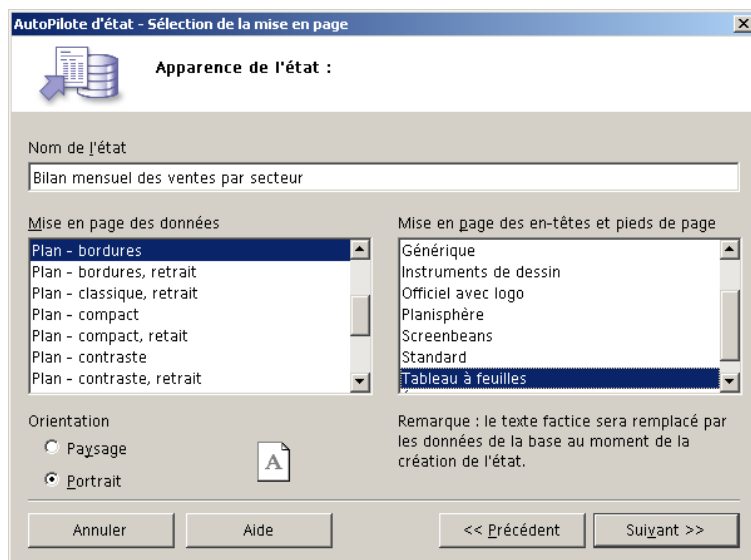 AutoPilote d'état - Sélection de la mise en page
Apparence de l'état :
Nom de l'état
Bilan mensuel des ventes par secteur
Mise en page des données
Plan - bordures
Plan - bordures, retrait
Plan - classique, retrait
Plan - compact
Plan - compact, retait
Plan - contraste
Plan - contraste, retrait
Mise en page des en-têtes et pieds de page
Générique
Instruments de dessin
Officiel avec logo
Planisphère
Screenbeans
Standard
Tableau à feuilles
Orientation
Paysage
Portrait
A
Remarque : le texte factice sera remplacé par
les données de la base au moment de la
création de l'état.
Annuler
Aide
<< Précédent
Suivant >>